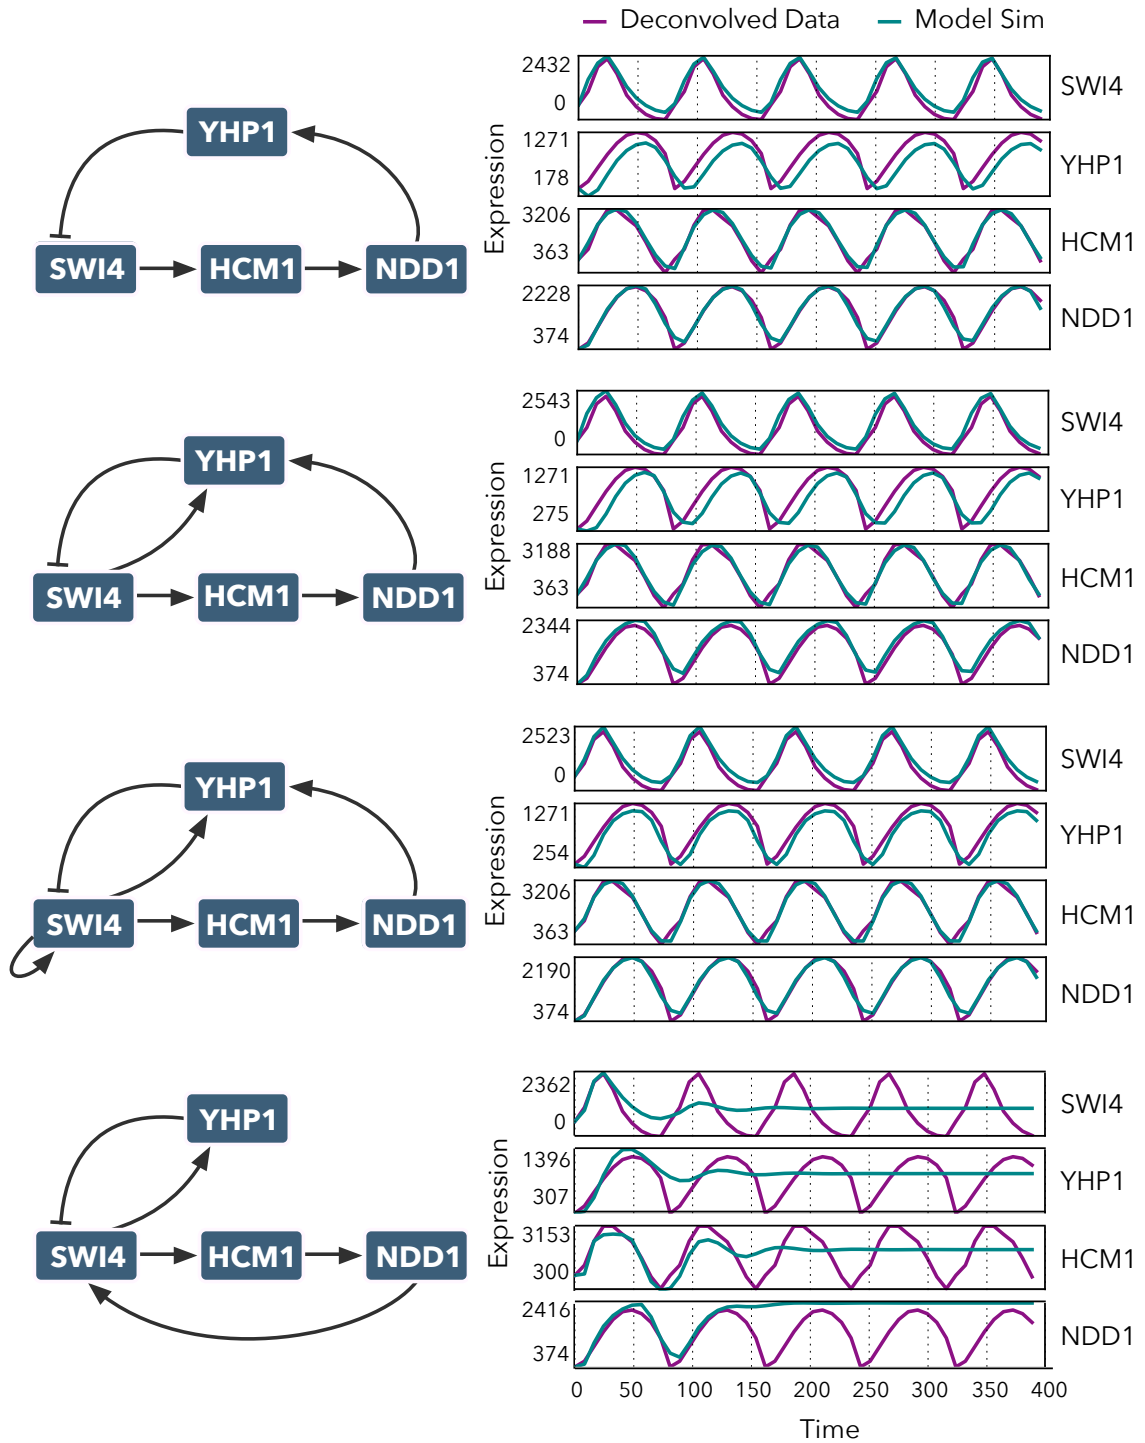 Deconvolved Data
Model Sim
YHP1
SWI4
HCM1
NDD1
Expression
2432
0
SWI4
1271
178
YHP1
3206
363
HCM1
2228
374
NDD1
YHP1
SWI4
HCM1
NDD1
Expression
2543
0
SWI4
1271
275
YHP1
3188
363
HCM1
2344
374
NDD1
YHP1
SWI4
HCM1
NDD1
Expression
2523
0
SWI4
1271
254
YHP1
3206
363
HCM1
2190
374
NDD1
YHP1
SWI4
HCM1
NDD1
Expression
2362
0
SWI4
1396
307
YHP1
3153
300
HCM1
2416
374
NDD1
0 50 100 150 200 250 300 350 400
Time